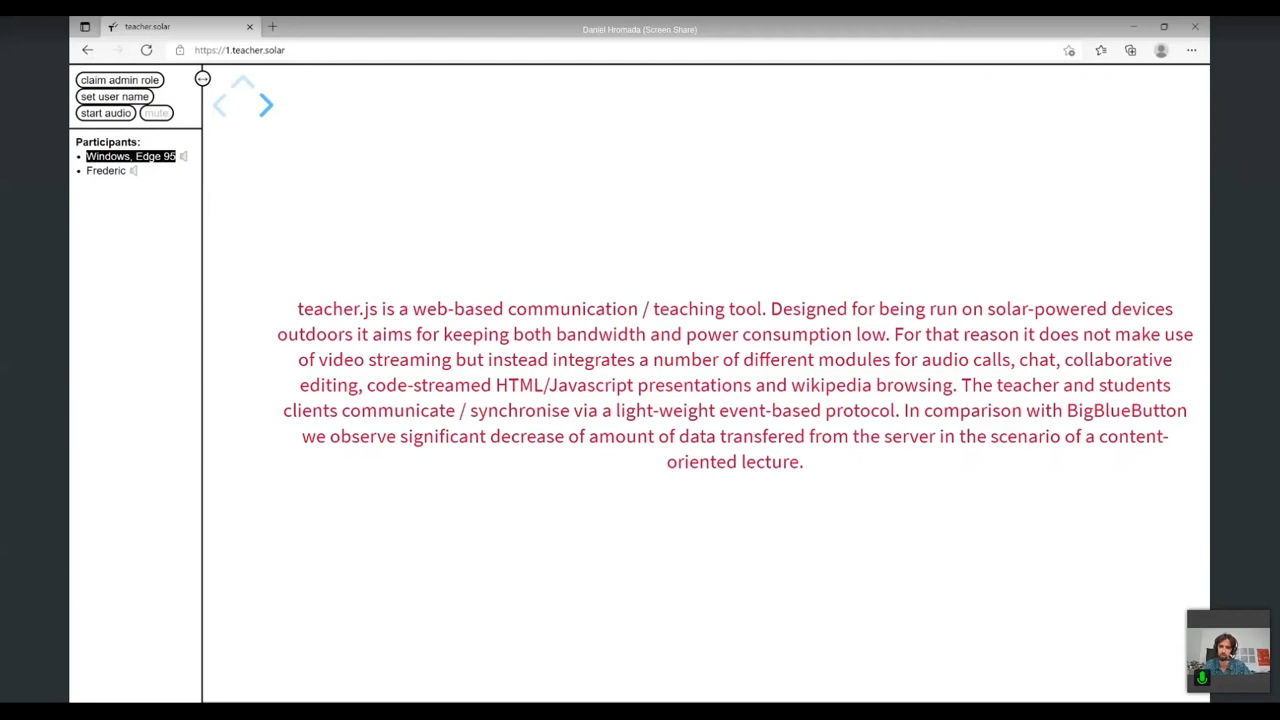 teacher.solar
Daniel Hromada (Screen Share)
https://1.teacher.solar
claim admin role
set user name
start audio mute
Participants:
Windows, Edge 95
Frederic
teacher.js is a web-based communication / teaching tool. Designed for being run on solar-powered devices
outdoors it aims for keeping both bandwidth and power consumption low. For that reason it does not make use
of video streaming but instead integrates a number of different modules for audio calls, chat, collaborative
editing, code-streamed HTML/Javascript presentations and wikipedia browsing. The teacher and students
clients communicate / synchronise via a light-weight event-based protocol. In comparison with BigBlueButton
we observe significant decrease of amount of data transfered from the server in the scenario of a content-
oriented lecture.